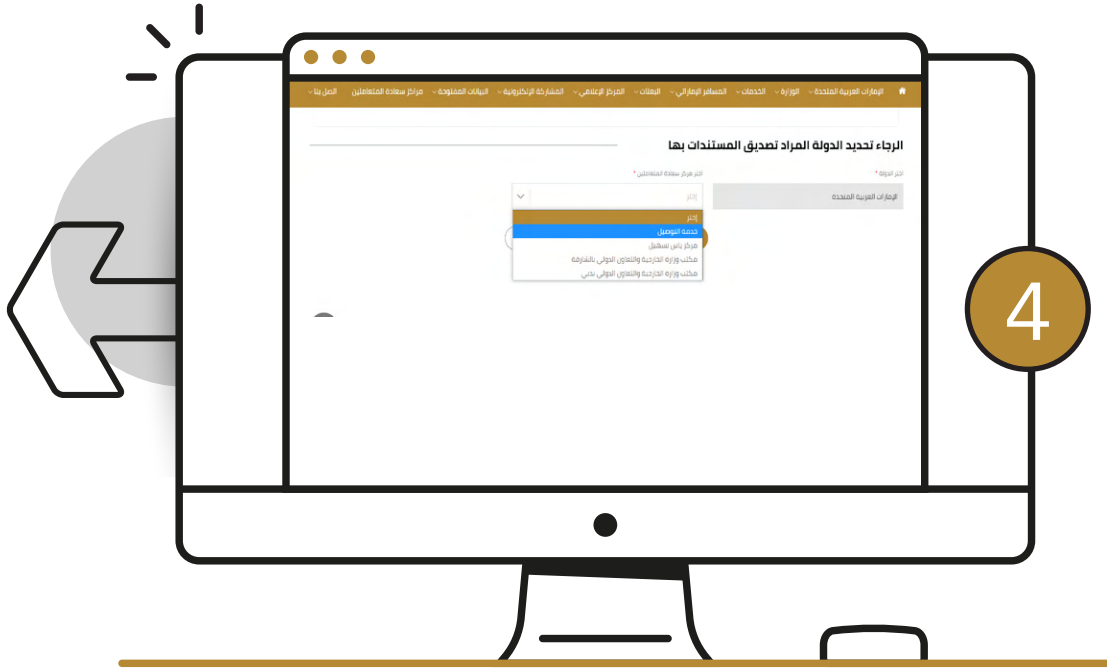 الإمارات العربية المتحدة الوزارة الخدمات المسافر الإماراتي البعثات المركز الإعلامي المشاركة الإلكترونية البيانات المفتوحة مراكز سعادة المتعاملين اتصل بنا
الرجاء تحديد الدولة المراد تصديق المستندات بها
اختر الدولة *
اختر مركز سعادة المتعاملين *
الإمارات العربية المتحدة
إختر
إختر
خدمة التوصيل
مركز ياس تسهيل
مكتب وزارة الخارجية والتعاون الدولي بالشارقة
مكتب وزارة الخارجية والتعاون الدولي بدبي
4